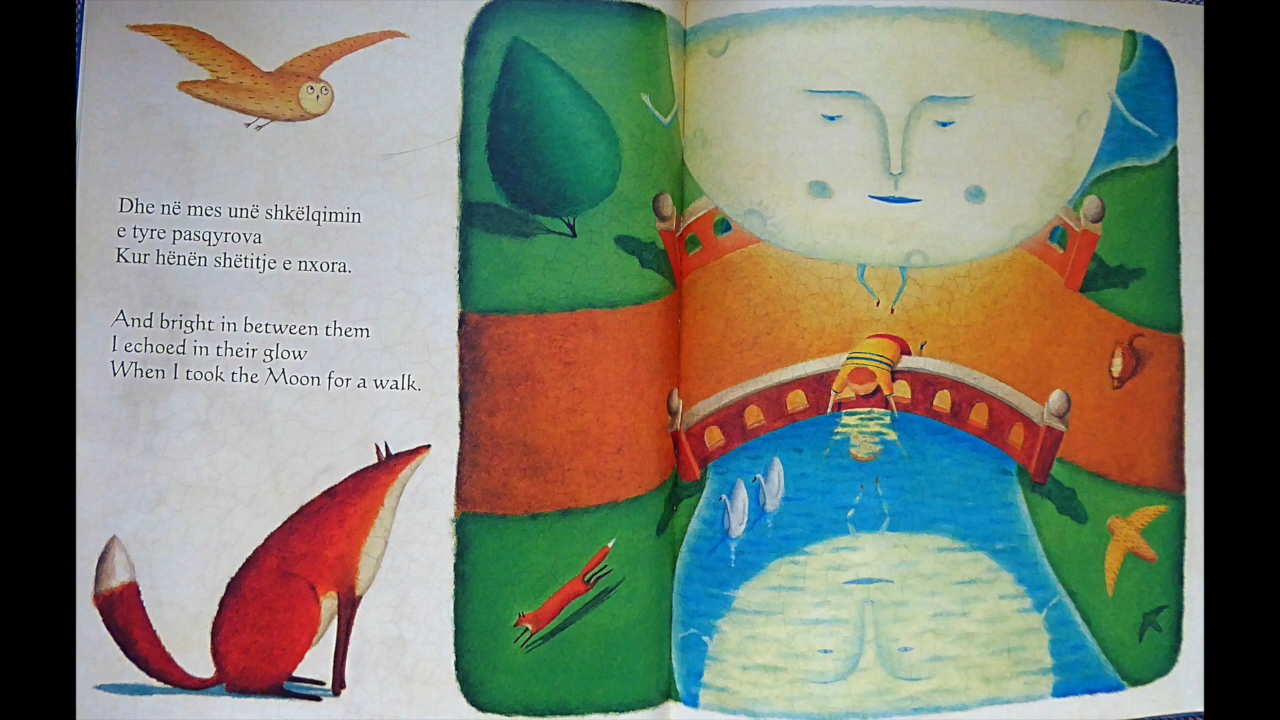 Dhe në mes unë shkëlqimin
e tyre pasqyrova
Kur hënën shëtitje e nxora.
And bright in between them
I echoed in their glow
When I took the Moon for a walk.